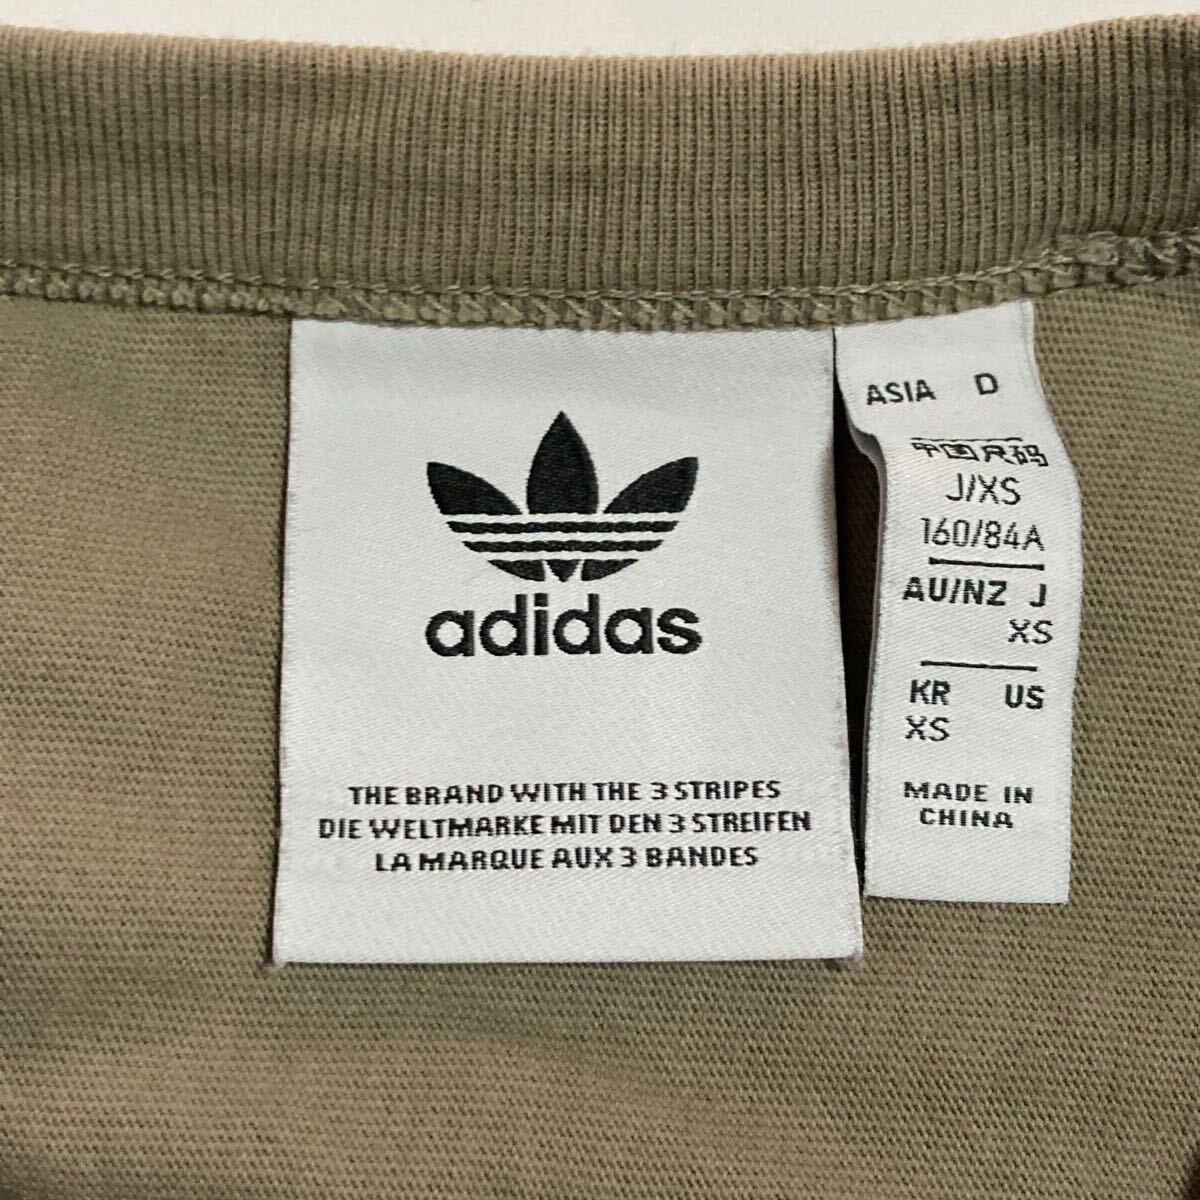 adidas
THE BRAND WITH THE 3 STRIPES
DIE WELTMARKE MIT DEN 3 STREIFEN
LA MARQUE AUX 3 BANDES
ASIA D
中国尺码
J/XS
160/84A
AU/NZ J
XS
KR US
XS
MADE IN
CHINA